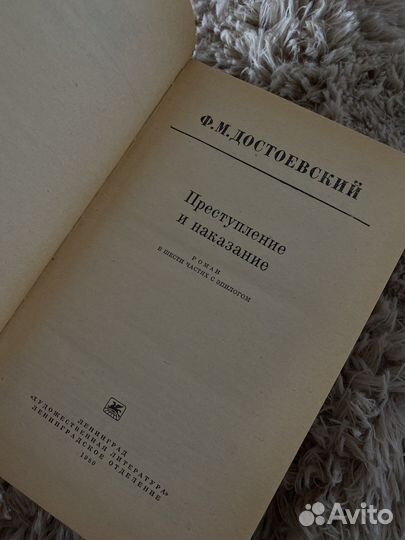 Ф. М. ДОСТОЕВСКИЙ
Преступление
и наказание
РОМАН
В ШЕСТИ ЧАСТЯХ С ЭПИЛОГОМ
ЛЕНИНГРАД
«ХУДОЖЕСТВЕННАЯ ЛИТЕРАТУРА»
ЛЕНИНГРАДСКОЕ ОТДЕЛЕНИЕ
Avito